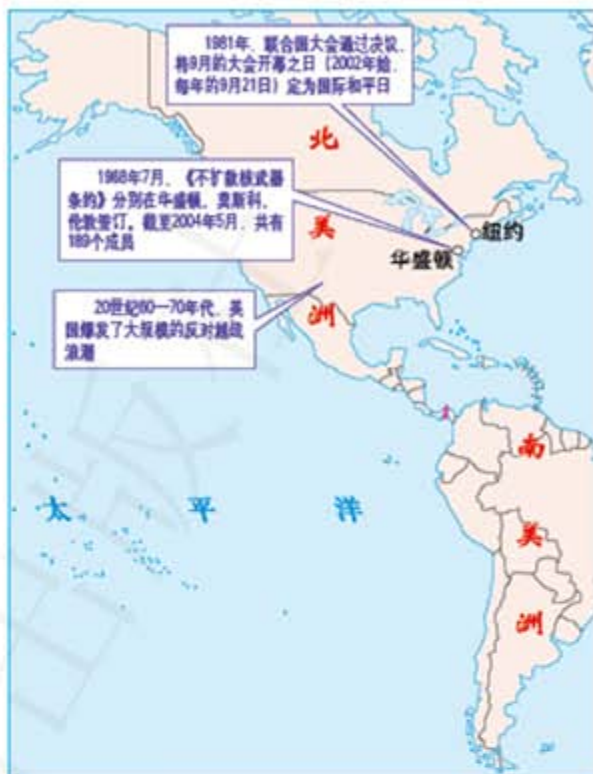 1981年，联合国大会通过决议，
将9月的大会开幕之日（2002年始，
每年的9月21日）定为国际和平日
北
1968年7月，《不扩散核武器
条约》分别在华盛顿、莫斯科、
伦敦签订。截至2004年5月，共有
189个成员
美
纽约
华盛顿
20世纪60—70年代，美
国爆发了大规模的反对越战
浪潮
洲
南
太平洋
美
洲